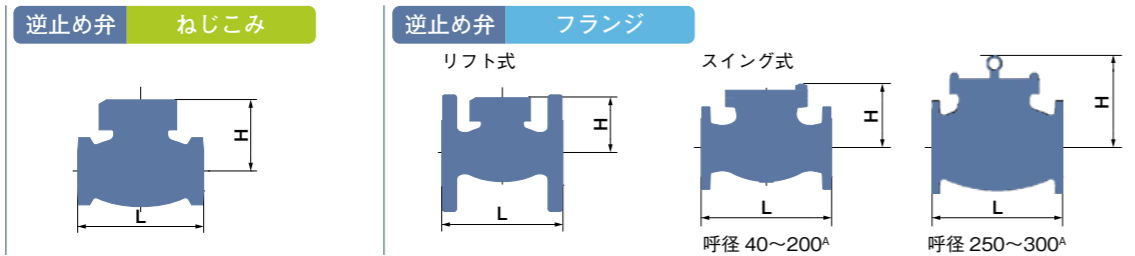 逆止め弁 ねじこみ
H
L
逆止め弁 フランジ
リフト式
H
L
スイング式
H
L
呼径 40〜200ᴬ
H
L
呼径 250〜300ᴬ